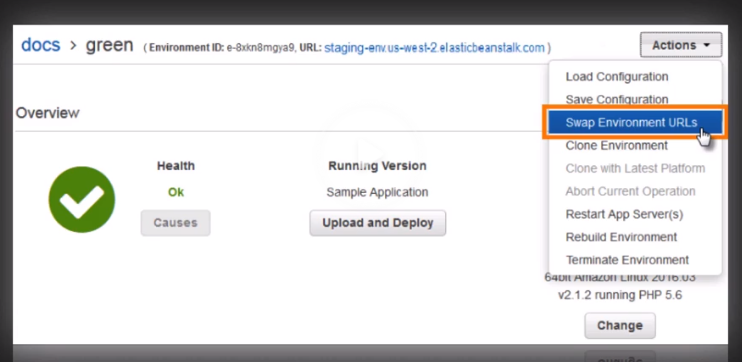 docs > green ( Environment ID: e-8xkn8mgya9, URL: staging-env.us-west-2.elasticbeanstalk.com )
Actions
Load Configuration
Save Configuration
Swap Environment URLs
Clone Environment
Clone with Latest Platform
Abort Current Operation
Restart App Server(s)
Rebuild Environment
Terminate Environment
Overview
Health
Ok
Causes
Running Version
Sample Application
Upload and Deploy
64bit Amazon Linux 2016.03
v2.1.2 running PHP 5.6
Change